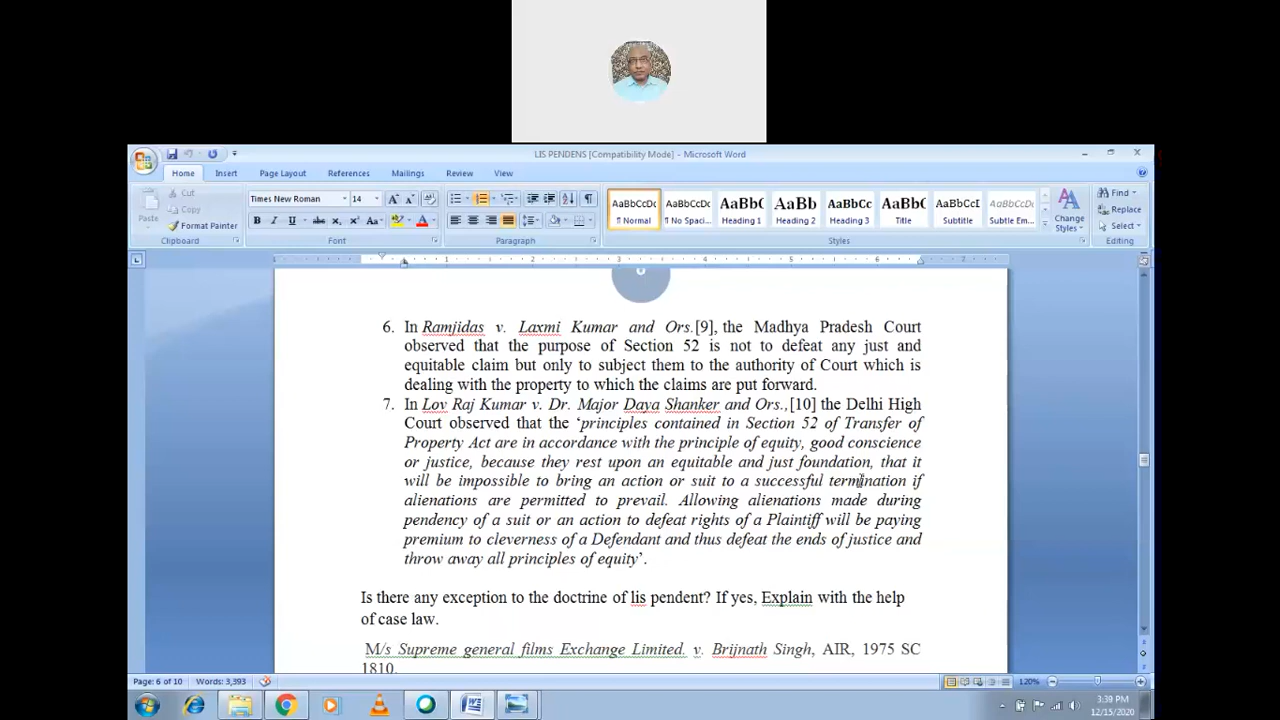 LIS PENDENS [Compatibility Mode] - Microsoft Word
Home Insert Page Layout References Mailings Review View
Cut
Copy
Format Painter
Paste
Clipboard
Times New Roman 14
Font
Paragraph
AaBbCcDc AaBbCcDc AaBbC AaBbC AaBbCc AaBb( AaBbCcI AaBbCcDc
¶ Normal ¶ No Spaci... Heading 1 Heading 2 Heading 3 Title Subtitle Subtle Em...
Change
Styles
Styles
Find
Replace
Select
Editing
6. In Ramjidas v. Laxmi Kumar and Ors.[9], the Madhya Pradesh Court
observed that the purpose of Section 52 is not to defeat any just and
equitable claim but only to subject them to the authority of Court which is
dealing with the property to which the claims are put forward.
7. In Lov Raj Kumar v. Dr. Major Daya Shanker and Ors.,[10] the Delhi High
Court observed that the ‘principles contained in Section 52 of Transfer of
Property Act are in accordance with the principle of equity, good conscience
or justice, because they rest upon an equitable and just foundation, that it
will be impossible to bring an action or suit to a successful termination if
alienations are permitted to prevail. Allowing alienations made during
pendency of a suit or an action to defeat rights of a Plaintiff will be paying
premium to cleverness of a Defendant and thus defeat the ends of justice and
throw away all principles of equity’.
Is there any exception to the doctrine of lis pendent? If yes, Explain with the help
of case law.
M/s Supreme general films Exchange Limited. v. Brijnath Singh, AIR, 1975 SC
1810.
Page: 6 of 10 Words: 3,393 120%
3:39 PM
12/15/2020